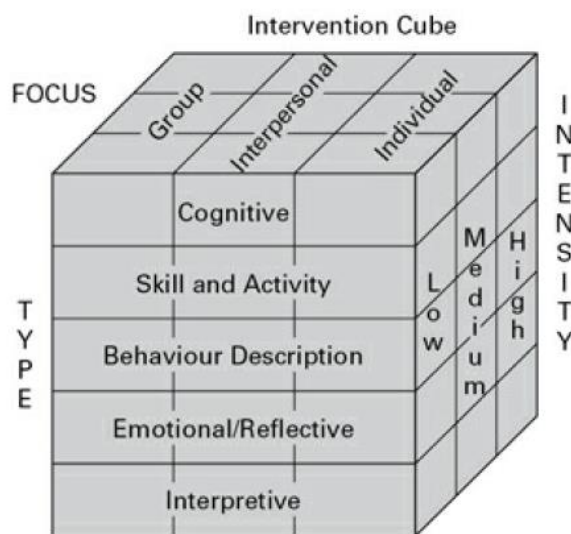 Intervention Cube
FOCUS
Group
Interpersonal
Individual
INTENSITY
TYPE
Cognitive
Skill and Activity
Behaviour Description
Emotional/Reflective
Interpretive
Low
Medium
High